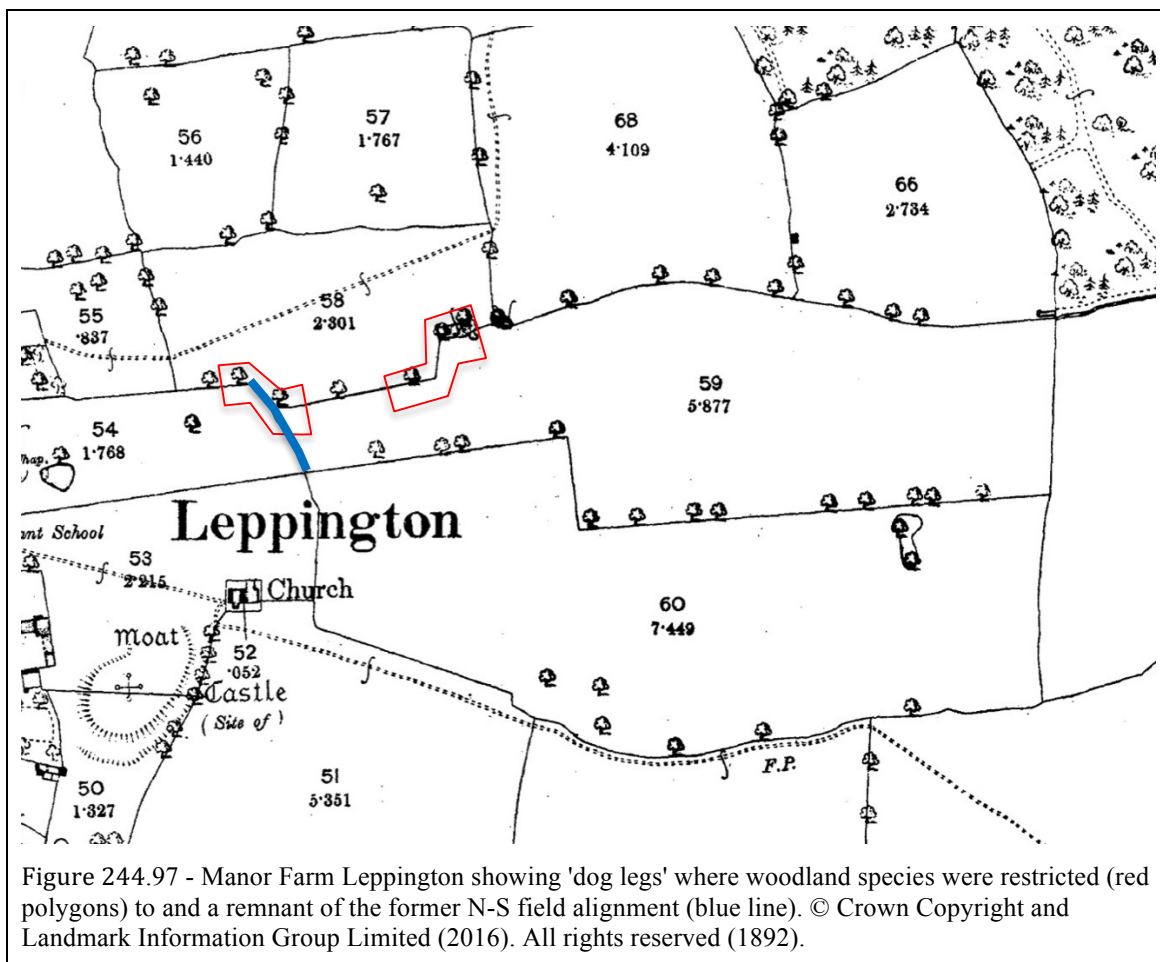 56
1·440
57
1·767
68
4·109
66
2·734
55
·837
58
2·301
59
5·877
54
1·768
hap.
Leppington
ent School
53
2·215
Church
Moat
52
·052
Castle
(Site of)
60
7·449
50
1·327
51
5·351
F.P.
Figure 244.97 - Manor Farm Leppington showing 'dog legs' where woodland species were restricted (red
polygons) to and a remnant of the former N-S field alignment (blue line). © Crown Copyright and
Landmark Information Group Limited (2016). All rights reserved (1892).